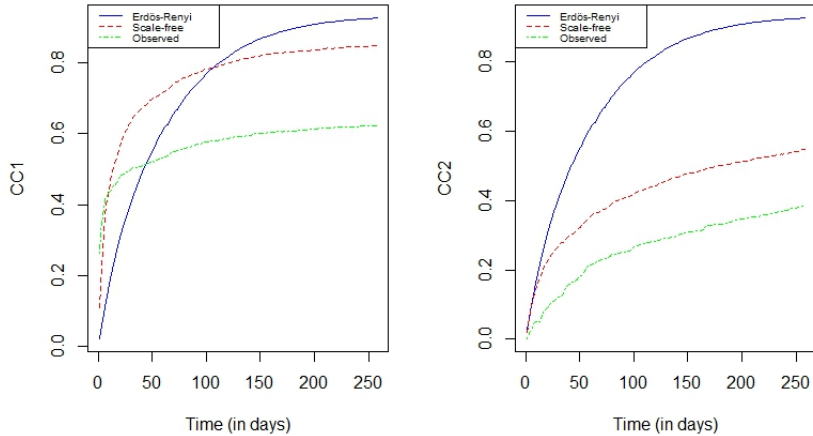 Erdös-Renyi
Scale-free
Observed
CC1
0.0
0.2
0.4
0.6
0.8
0
50
100
150
200
250
Time (in days)
Erdös-Renyi
Scale-free
Observed
CC2
0.0
0.2
0.4
0.6
0.8
0
50
100
150
200
250
Time (in days)